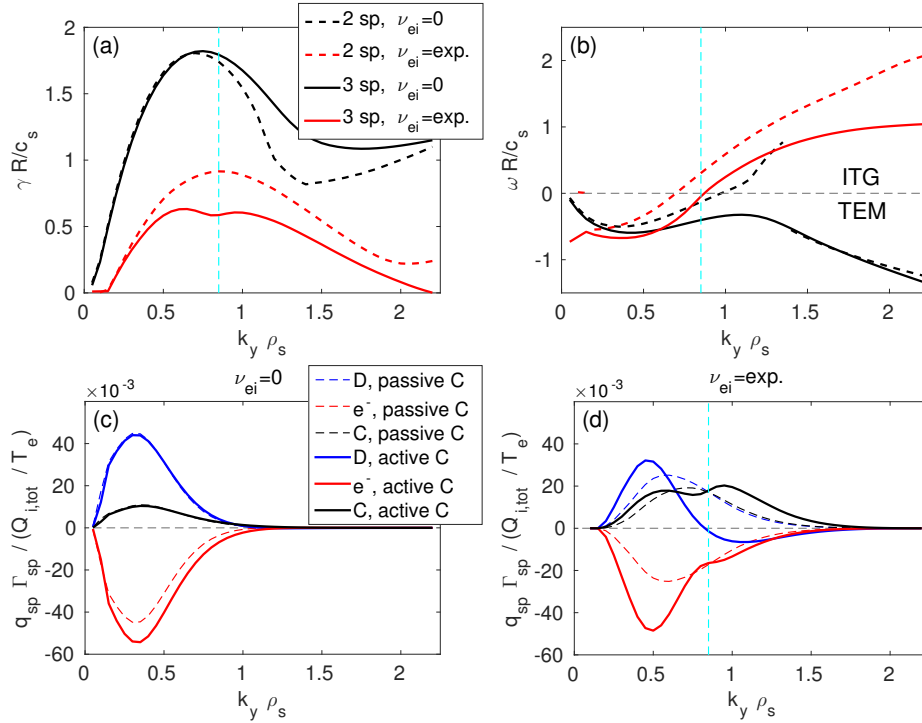 (a)
2 sp, ν_ei=0
2 sp, ν_ei=exp.
3 sp, ν_ei=0
3 sp, ν_ei=exp.
γ R/c_s
2
1.5
1
0.5
0
0 0.5 1 1.5 2
k_y ρ_s
(b)
ω R/c_s
2
1
0
-1
ITG
TEM
0 0.5 1 1.5 2
k_y ρ_s
×10^-3
ν_ei=0
(c)
D, passive C
e^-, passive C
C, passive C
D, active C
e^-, active C
C, active C
q_sp Γ_sp / (Q_i,tot / T_e)
40
20
0
-20
-40
-60
0 0.5 1 1.5 2
k_y ρ_s
×10^-3
ν_ei=exp.
(d)
q_sp Γ_sp / (Q_i,tot / T_e)
40
20
0
-20
-40
-60
0 0.5 1 1.5 2
k_y ρ_s